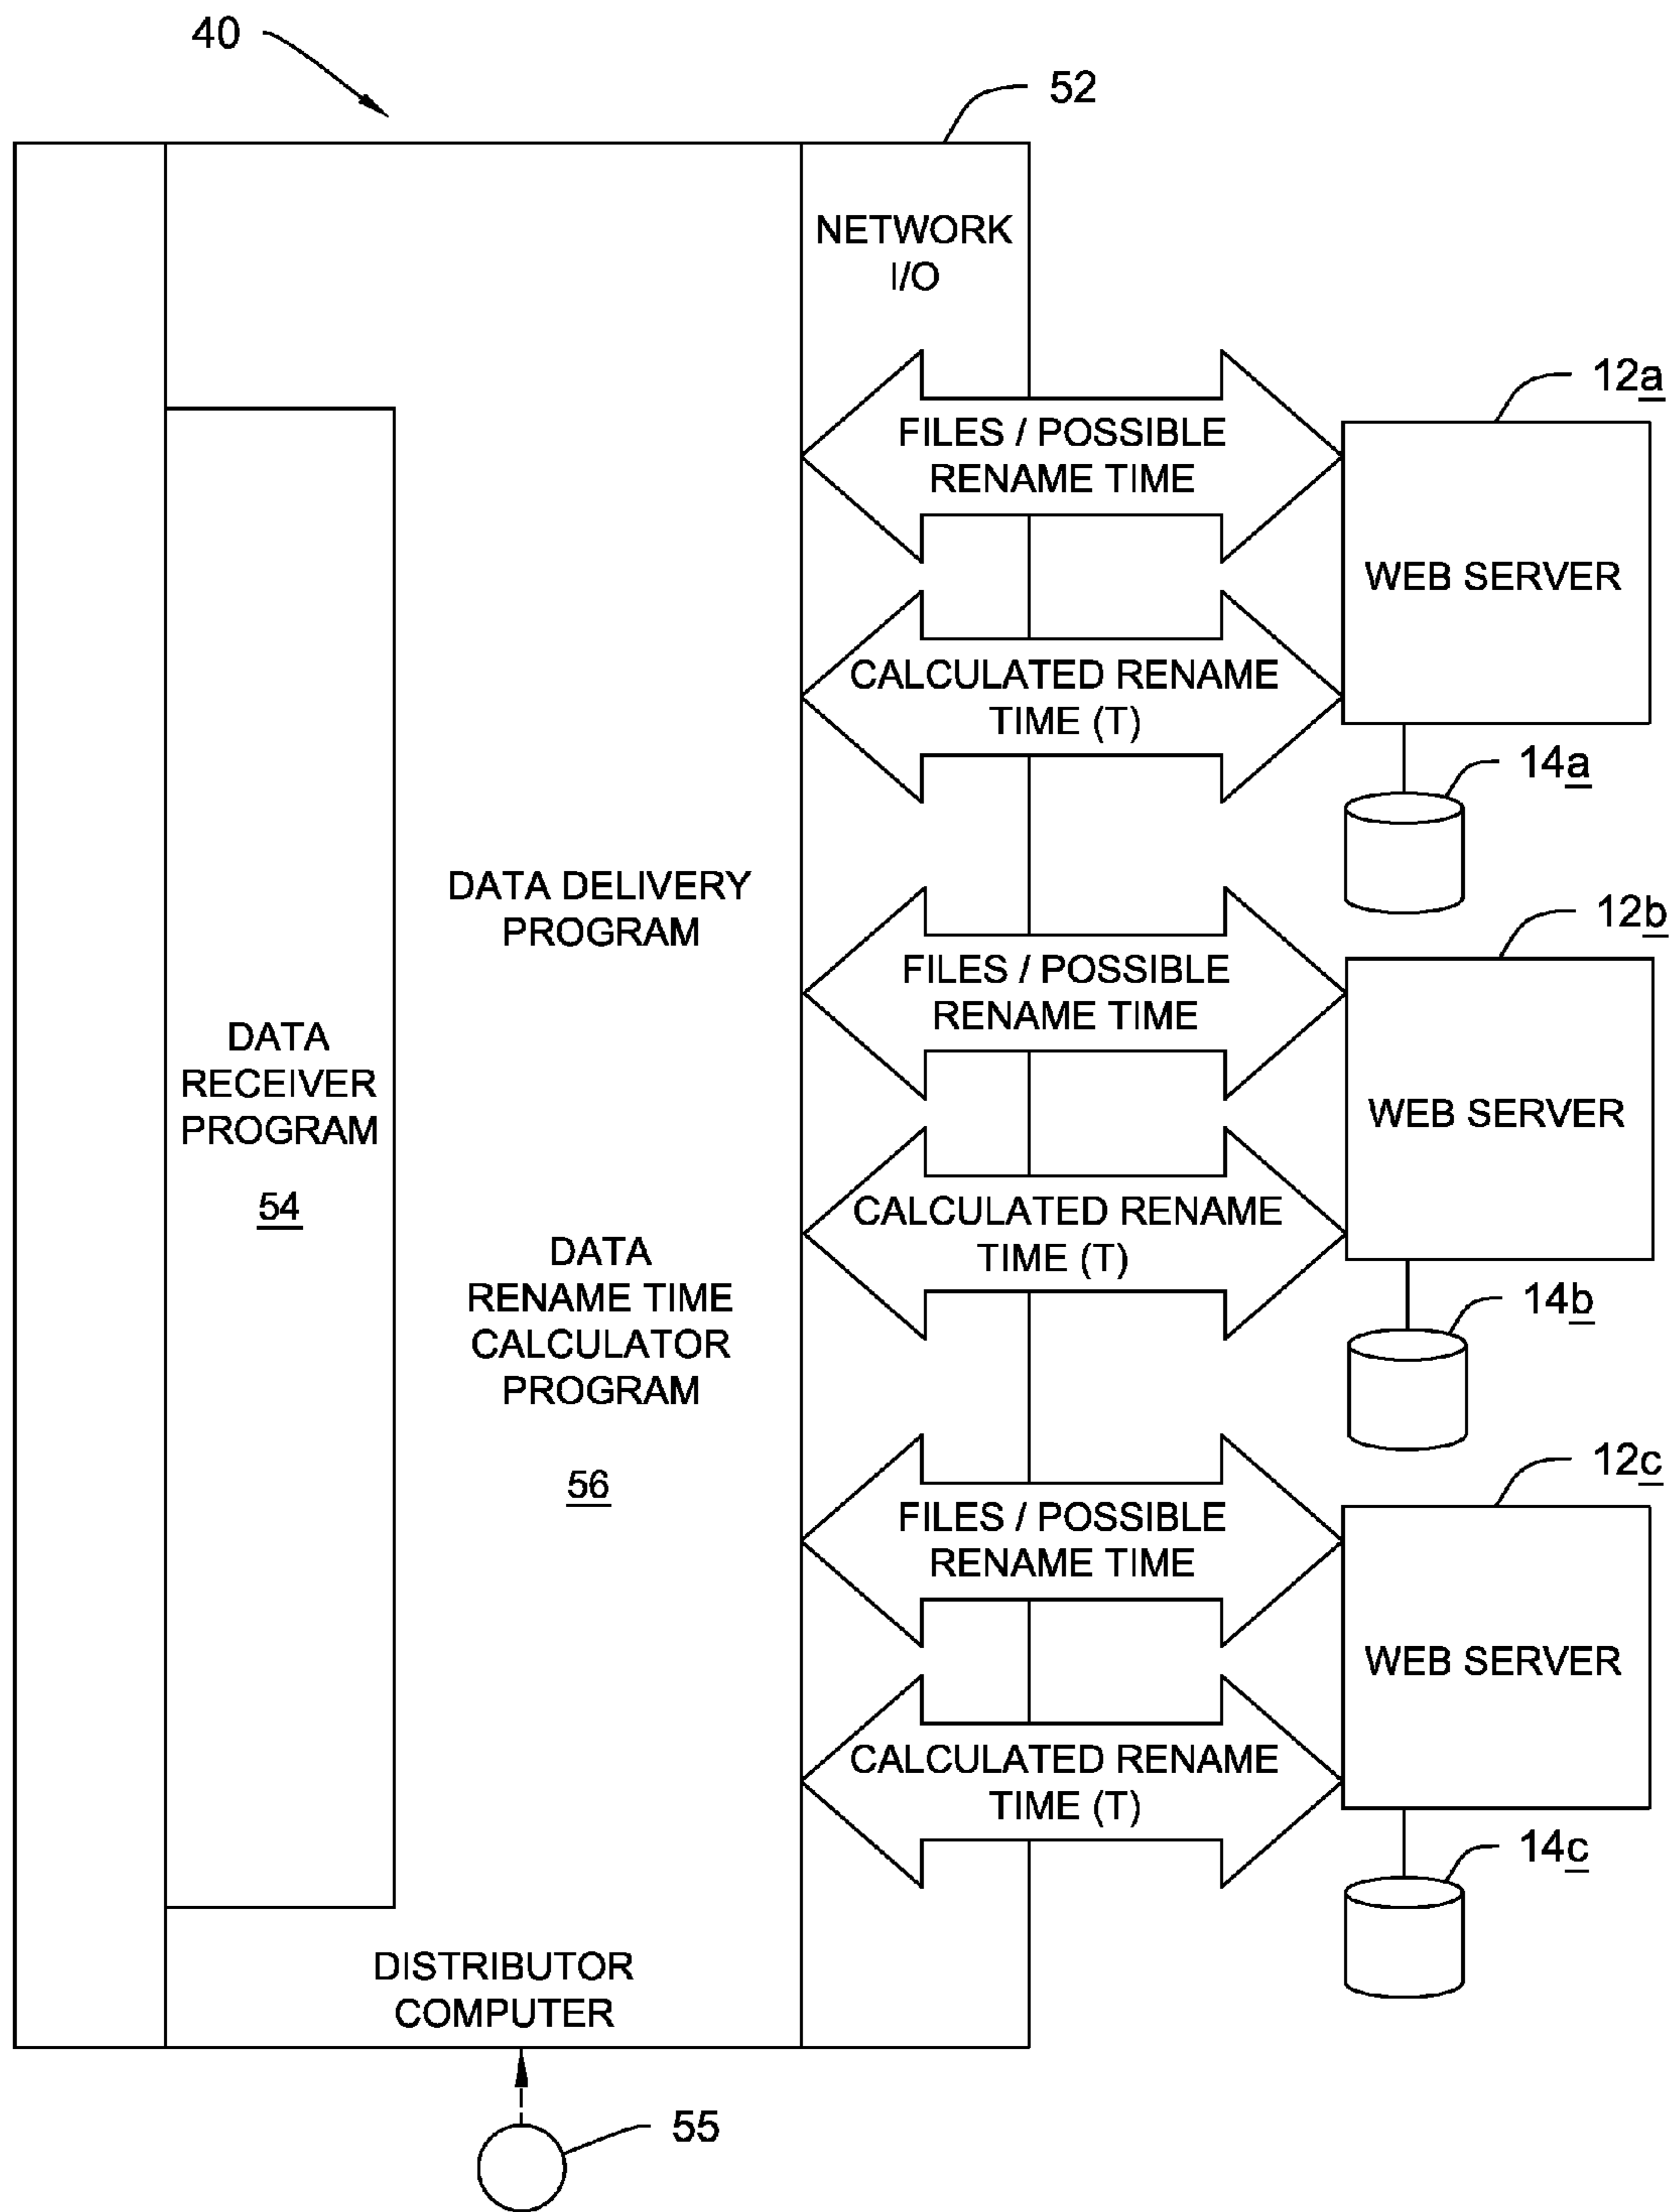 40
52
NETWORK
I/O
12a
FILES / POSSIBLE
RENAME TIME
WEB SERVER
CALCULATED RENAME
TIME (T)
14a
DATA DELIVERY
PROGRAM
12b
FILES / POSSIBLE
RENAME TIME
DATA
RECEIVER
PROGRAM
54
WEB SERVER
CALCULATED RENAME
TIME (T)
DATA
RENAME TIME
CALCULATOR
PROGRAM
56
14b
12c
FILES / POSSIBLE
RENAME TIME
WEB SERVER
CALCULATED RENAME
TIME (T)
14c
DISTRIBUTOR
COMPUTER
55